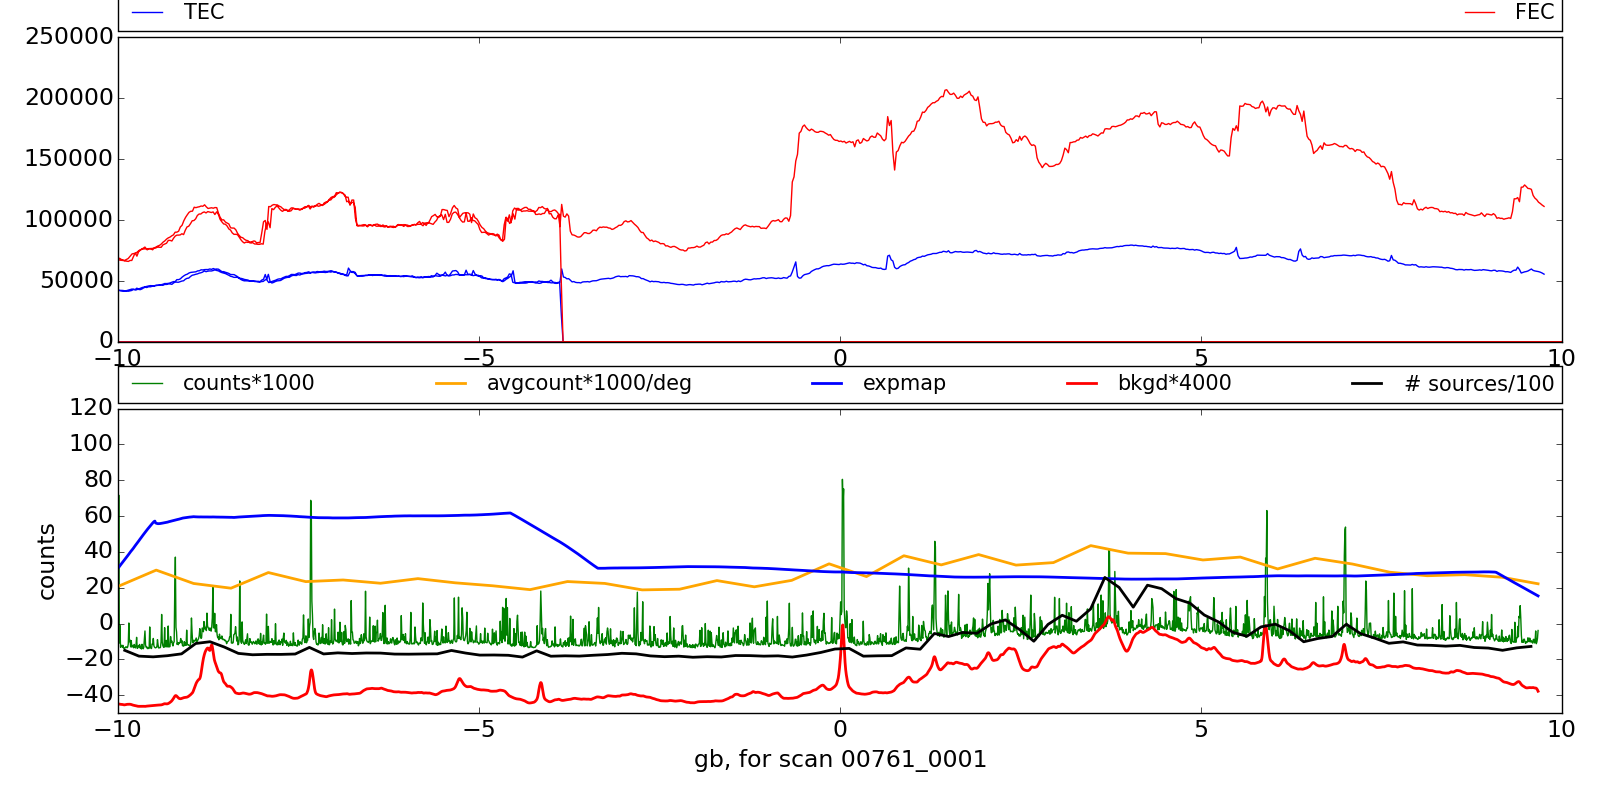 TEC FEC
250000
200000
150000
100000
50000
0
−10 −5 0 5 10
counts*1000 avgcount*1000/deg expmap bkgd*4000 # sources/100
120
100
80
60
40
20
0
−20
−40
counts
−10 −5 0 5 10
gb, for scan 00761_0001